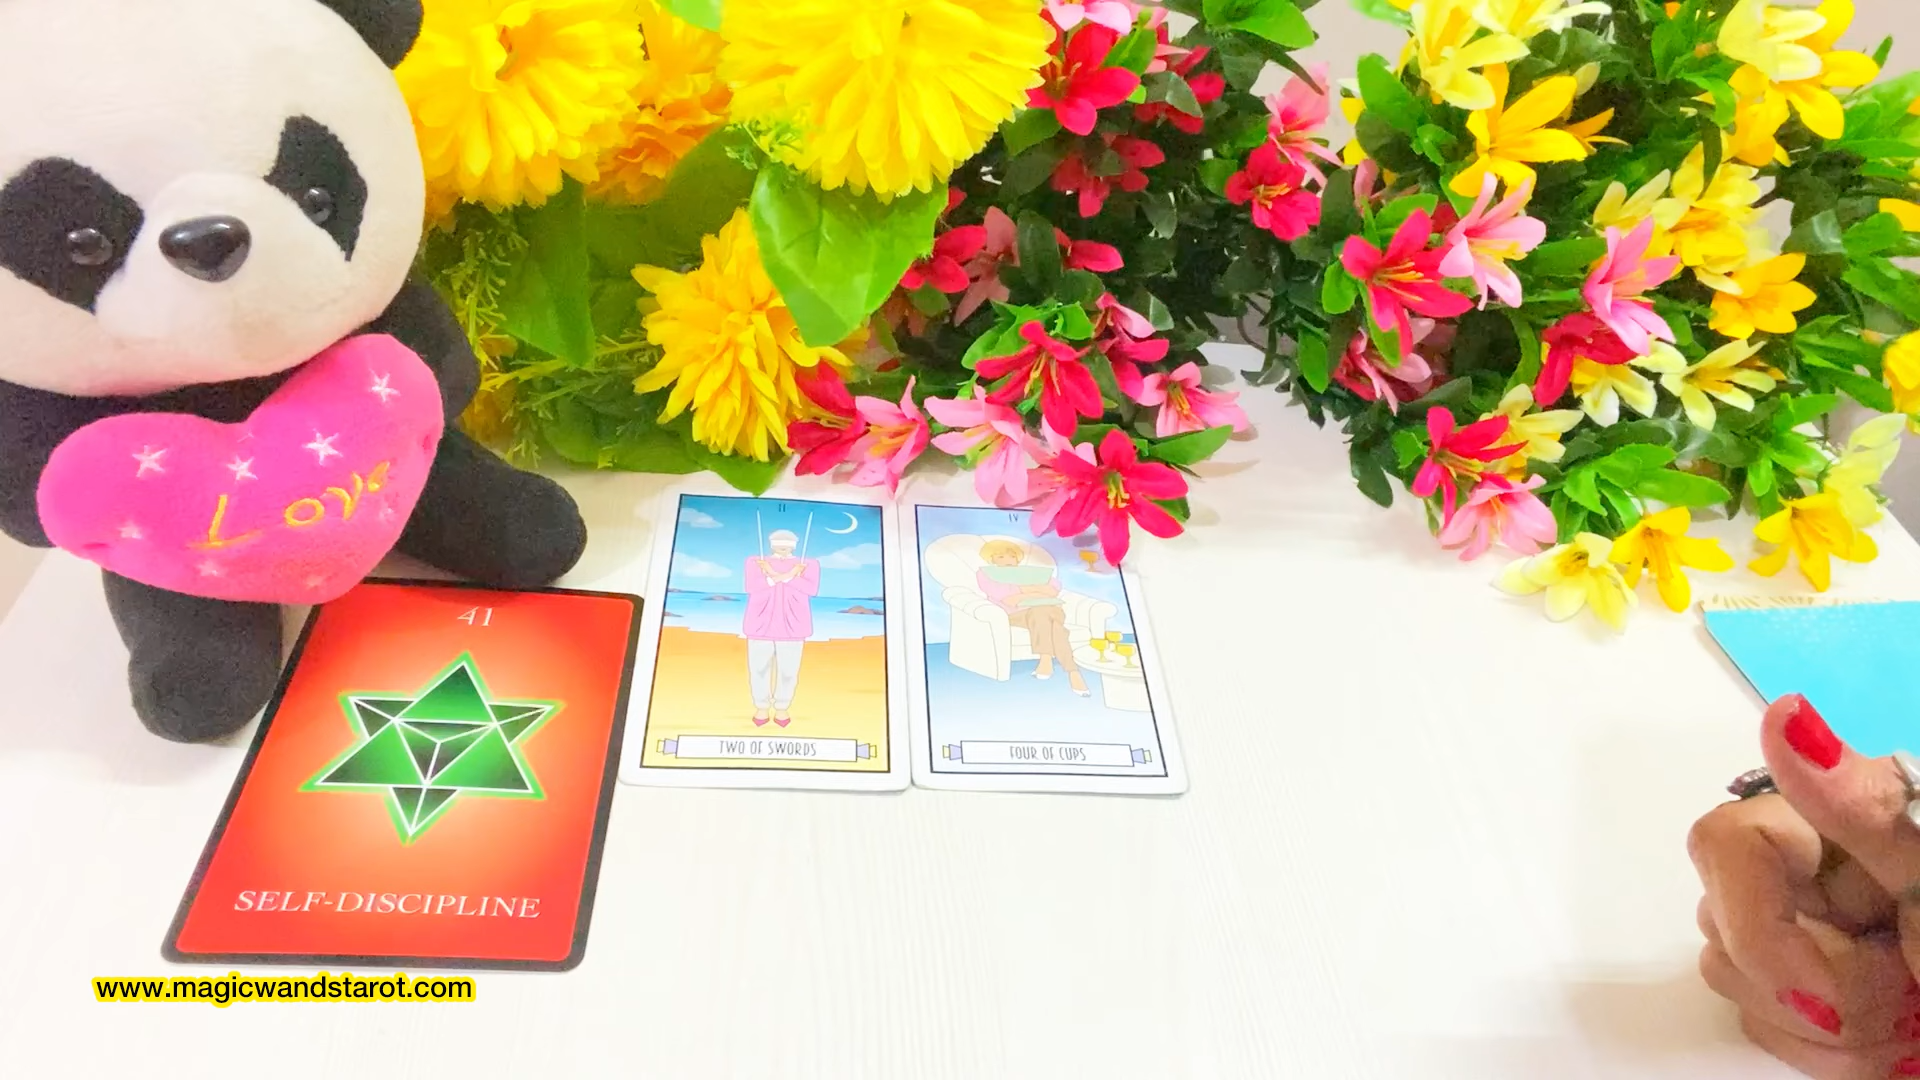 Love
41
SELF-DISCIPLINE
II
TWO OF SWORDS
IV
FOUR OF CUPS
www.magicwandstarot.com